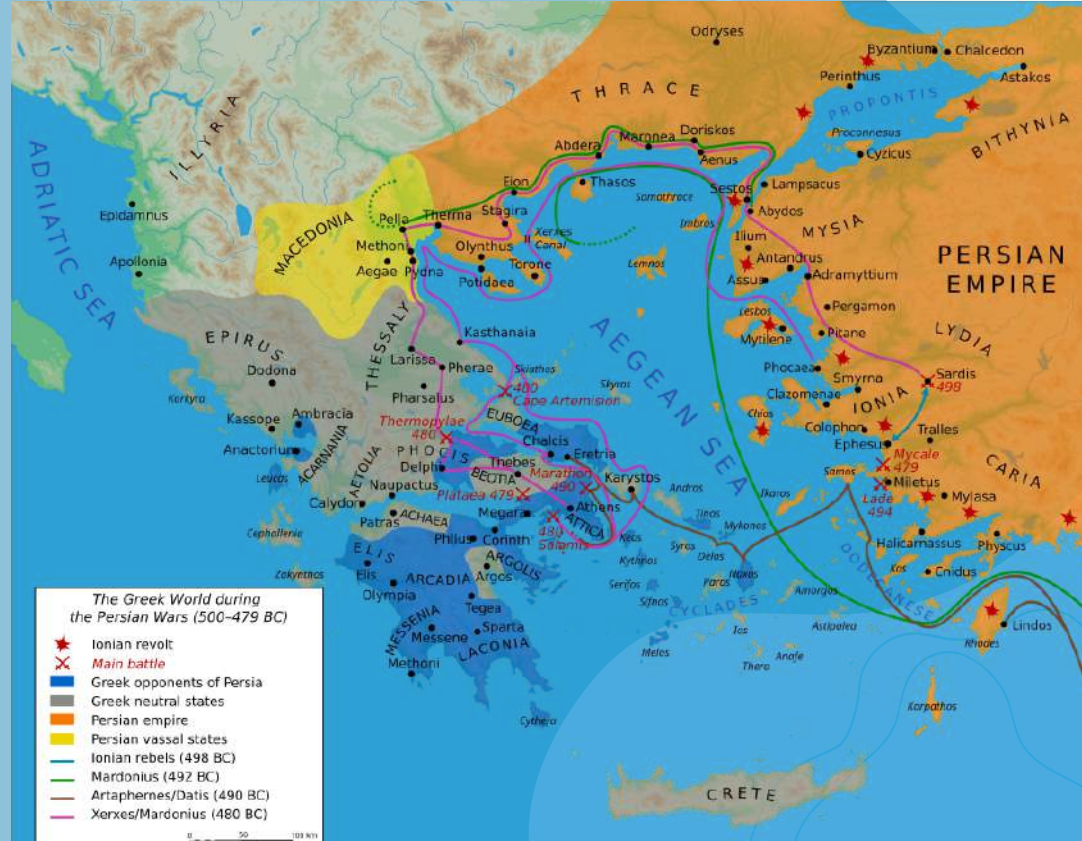 Odryses
Byzantium
Chalcedon
Perinthus
Astakos
THRACE
PROPONTIS
BITHYNIA
Proconnesus
Cyzicus
ADRIATIC SEA
ILLYRIA
Abdera
Maronea
Doriskos
Aenus
Eion
Thasos
Samothrace
Sestos
Lampsacus
Abydos
Imbros
MYSIA
Epidamnus
Apollonia
MACEDONIA
Pella
Therma
Stagira
Xerxes
Canal
Methoni
Olynthus
Aegae
Pydna
Torone
Potidaea
Lemnos
Ilium
Antandrus
Assus
Adramyttium
PERSIAN
EMPIRE
Pergamon
Lesbos
Mytilene
Pitane
LYDIA
EPIRUS
THESSALY
Kasthanaia
AEGEAN SEA
Dodona
Larissa
Pherae
Skiathos
Phocaea
Smyrna
Sardis
498
Kerkyra
Pharsalus
480
Cape Artemision
Skyros
Clazomenae
IONIA
Kassope
Ambracia
Thermopylae
480
EUBOEA
Chios
Colophon
Tralles
Anactorium
ACARNANIA
AETOLIA
PHOCIS
Chalcis
Eretria
Ephesus
Mycale
479
CARIA
Leucas
Delphi
Thebes
BEOTIA
Marathon
490
Karystos
Samos
Miletus
Naupactus
Calydon
Plataea 479
Andros
Ikaros
Lade
494
Mylasa
Patras
ACHAEA
Megara
Athens
ATTICA
Tinos
Mykonos
Cephallenia
Phlius
Corinth
480
Salamis
Keos
Syros
Delos
Halicarnassus
Physcus
ELIS
ARGOLIS
Kythnos
DODECANESE
Kos
Zakynthos
Elis
ARCADIA
Argos
Serifos
Paros
Naxos
Cnidus
Olympia
Sifnos
CYCLADES
Amorgos
Tegea
MESSENIA
Messene
Sparta
Ios
Astipalea
Rhodes
Lindos
LACONIA
Melos
Thera
Anafe
Methoni
Cythera
Karpathos
CRETE
The Greek World during
the Persian Wars (500–479 BC)
Ionian revolt
Main battle
Greek opponents of Persia
Greek neutral states
Persian empire
Persian vassal states
Ionian rebels (498 BC)
Mardonius (492 BC)
Artaphernes/Datis (490 BC)
Xerxes/Mardonius (480 BC)
0 50 100 km